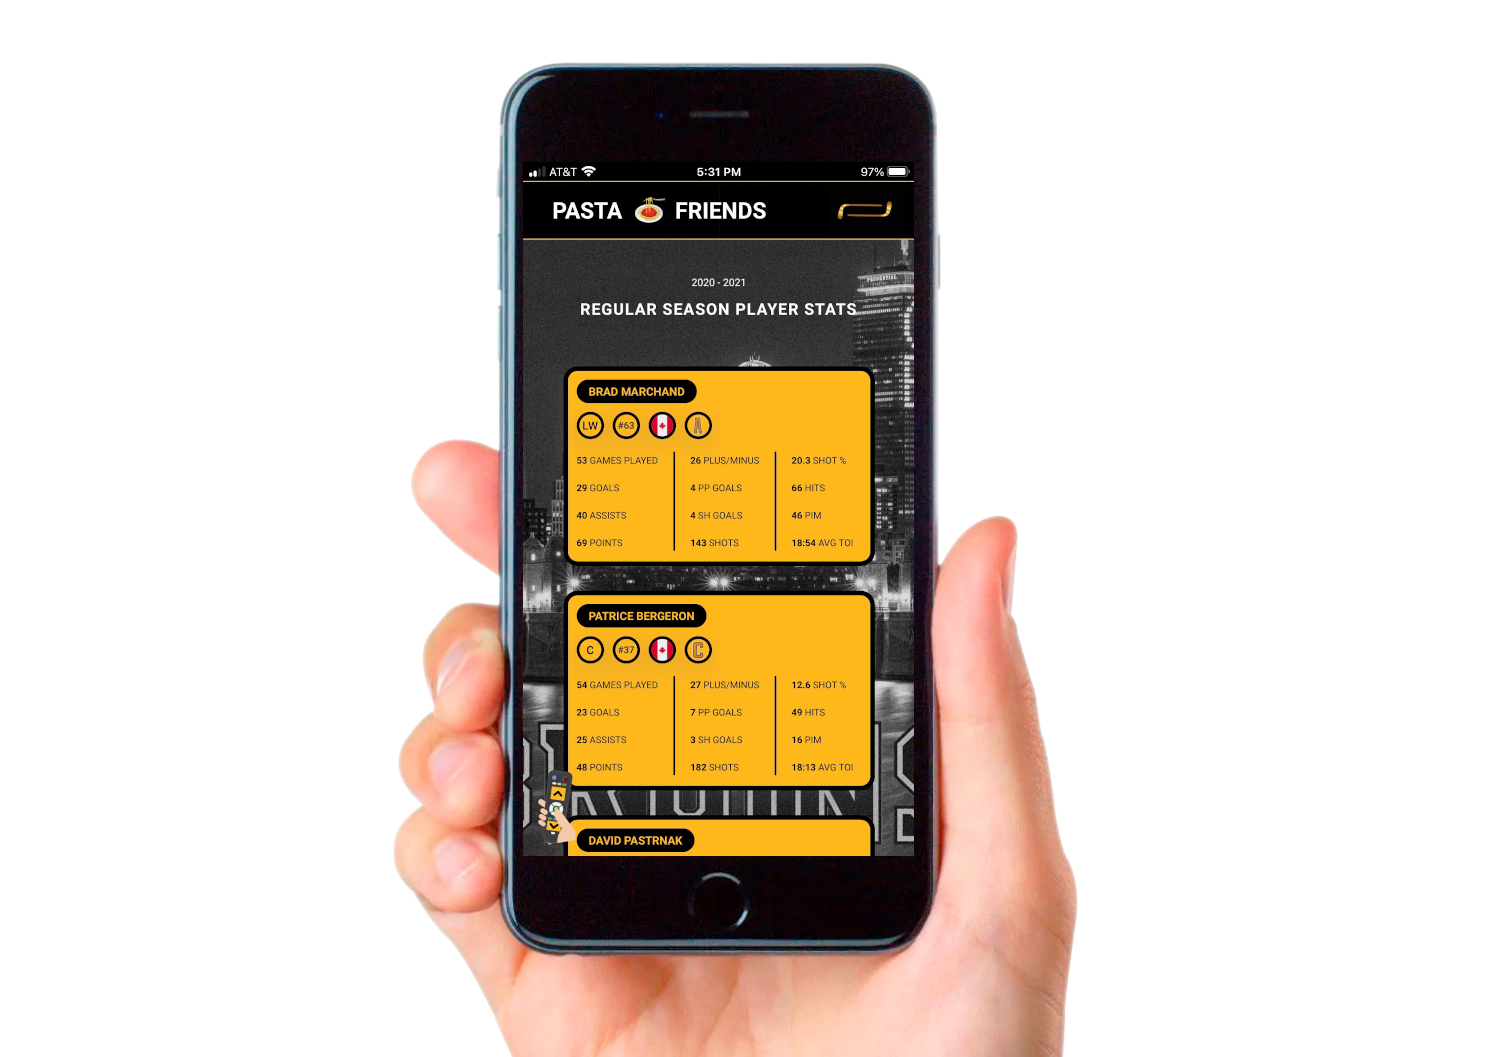 AT&T 5:31 PM 97%
PASTA FRIENDS
PRUDENTIAL
2020 - 2021
REGULAR SEASON PLAYER STATS
BRAD MARCHAND
LW #63 A
53 GAMES PLAYED 26 PLUS/MINUS 20.3 SHOT %
29 GOALS 4 PP GOALS 66 HITS
40 ASSISTS 4 SH GOALS 46 PIM
69 POINTS 143 SHOTS 18:54 AVG TOI
PATRICE BERGERON
C #37 C
54 GAMES PLAYED 27 PLUS/MINUS 12.6 SHOT %
23 GOALS 7 PP GOALS 49 HITS
25 ASSISTS 3 SH GOALS 16 PIM
48 POINTS 182 SHOTS 18:13 AVG TOI
DAVID PASTRNAK